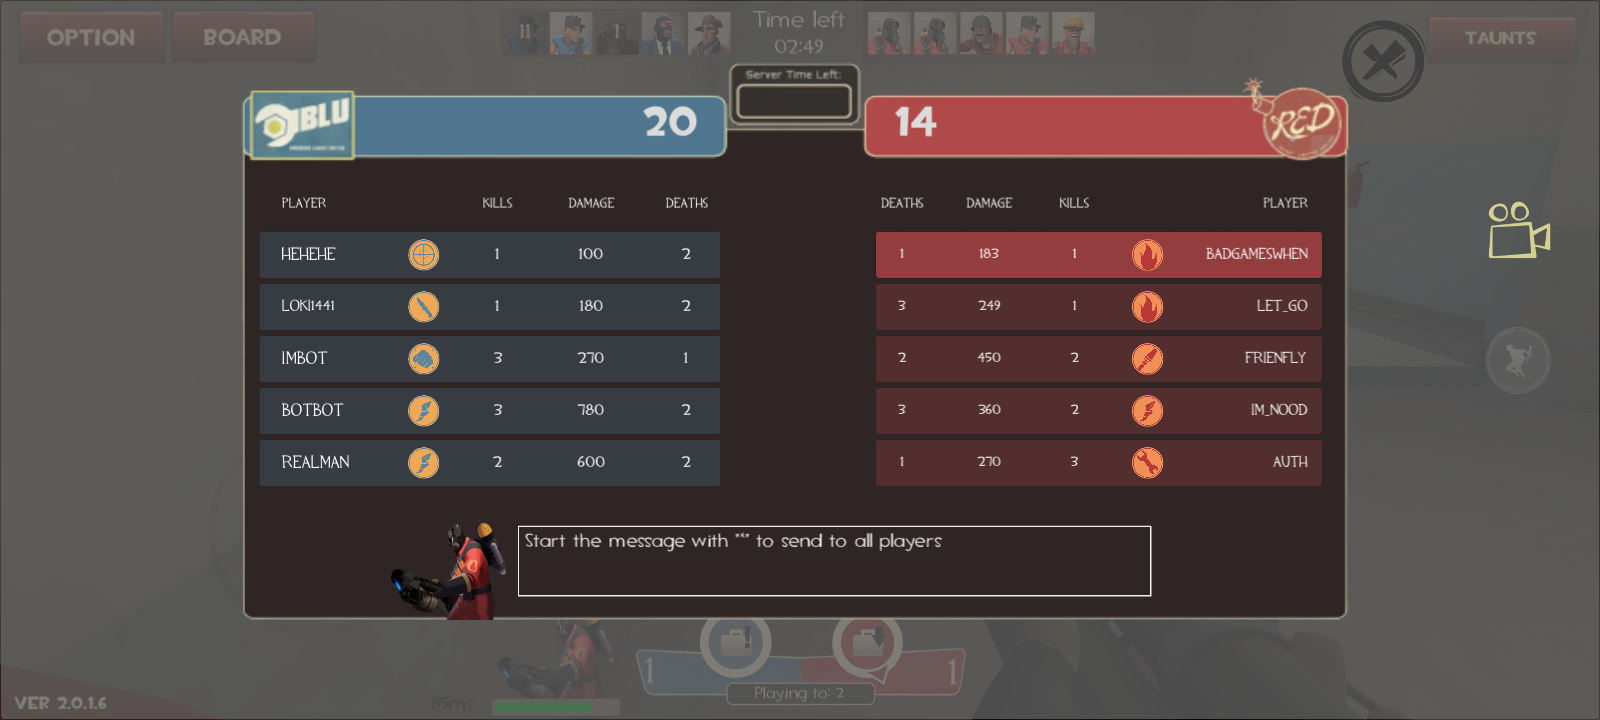 OPTION BOARD 11 1 Time left TAUNTS
02:49
Server Time Left:
BLU 20 14 RED
PLAYER KILLS DAMAGE DEATHS DEATHS DAMAGE KILLS PLAYER
HEHEHE 1 100 2 1 183 1 BADGAMESWHEN
LOKI1441 1 180 2 3 249 1 LET_GO
IMBOT 3 270 1 2 450 2 FRIENFLY
BOTBOT 3 780 2 3 360 2 IM_NOOD
REALMAN 2 600 2 1 270 3 AUTH
Start the message with "*" to send to all players
1 1
Playing to: 2
VER 2.0.1.6 85ms